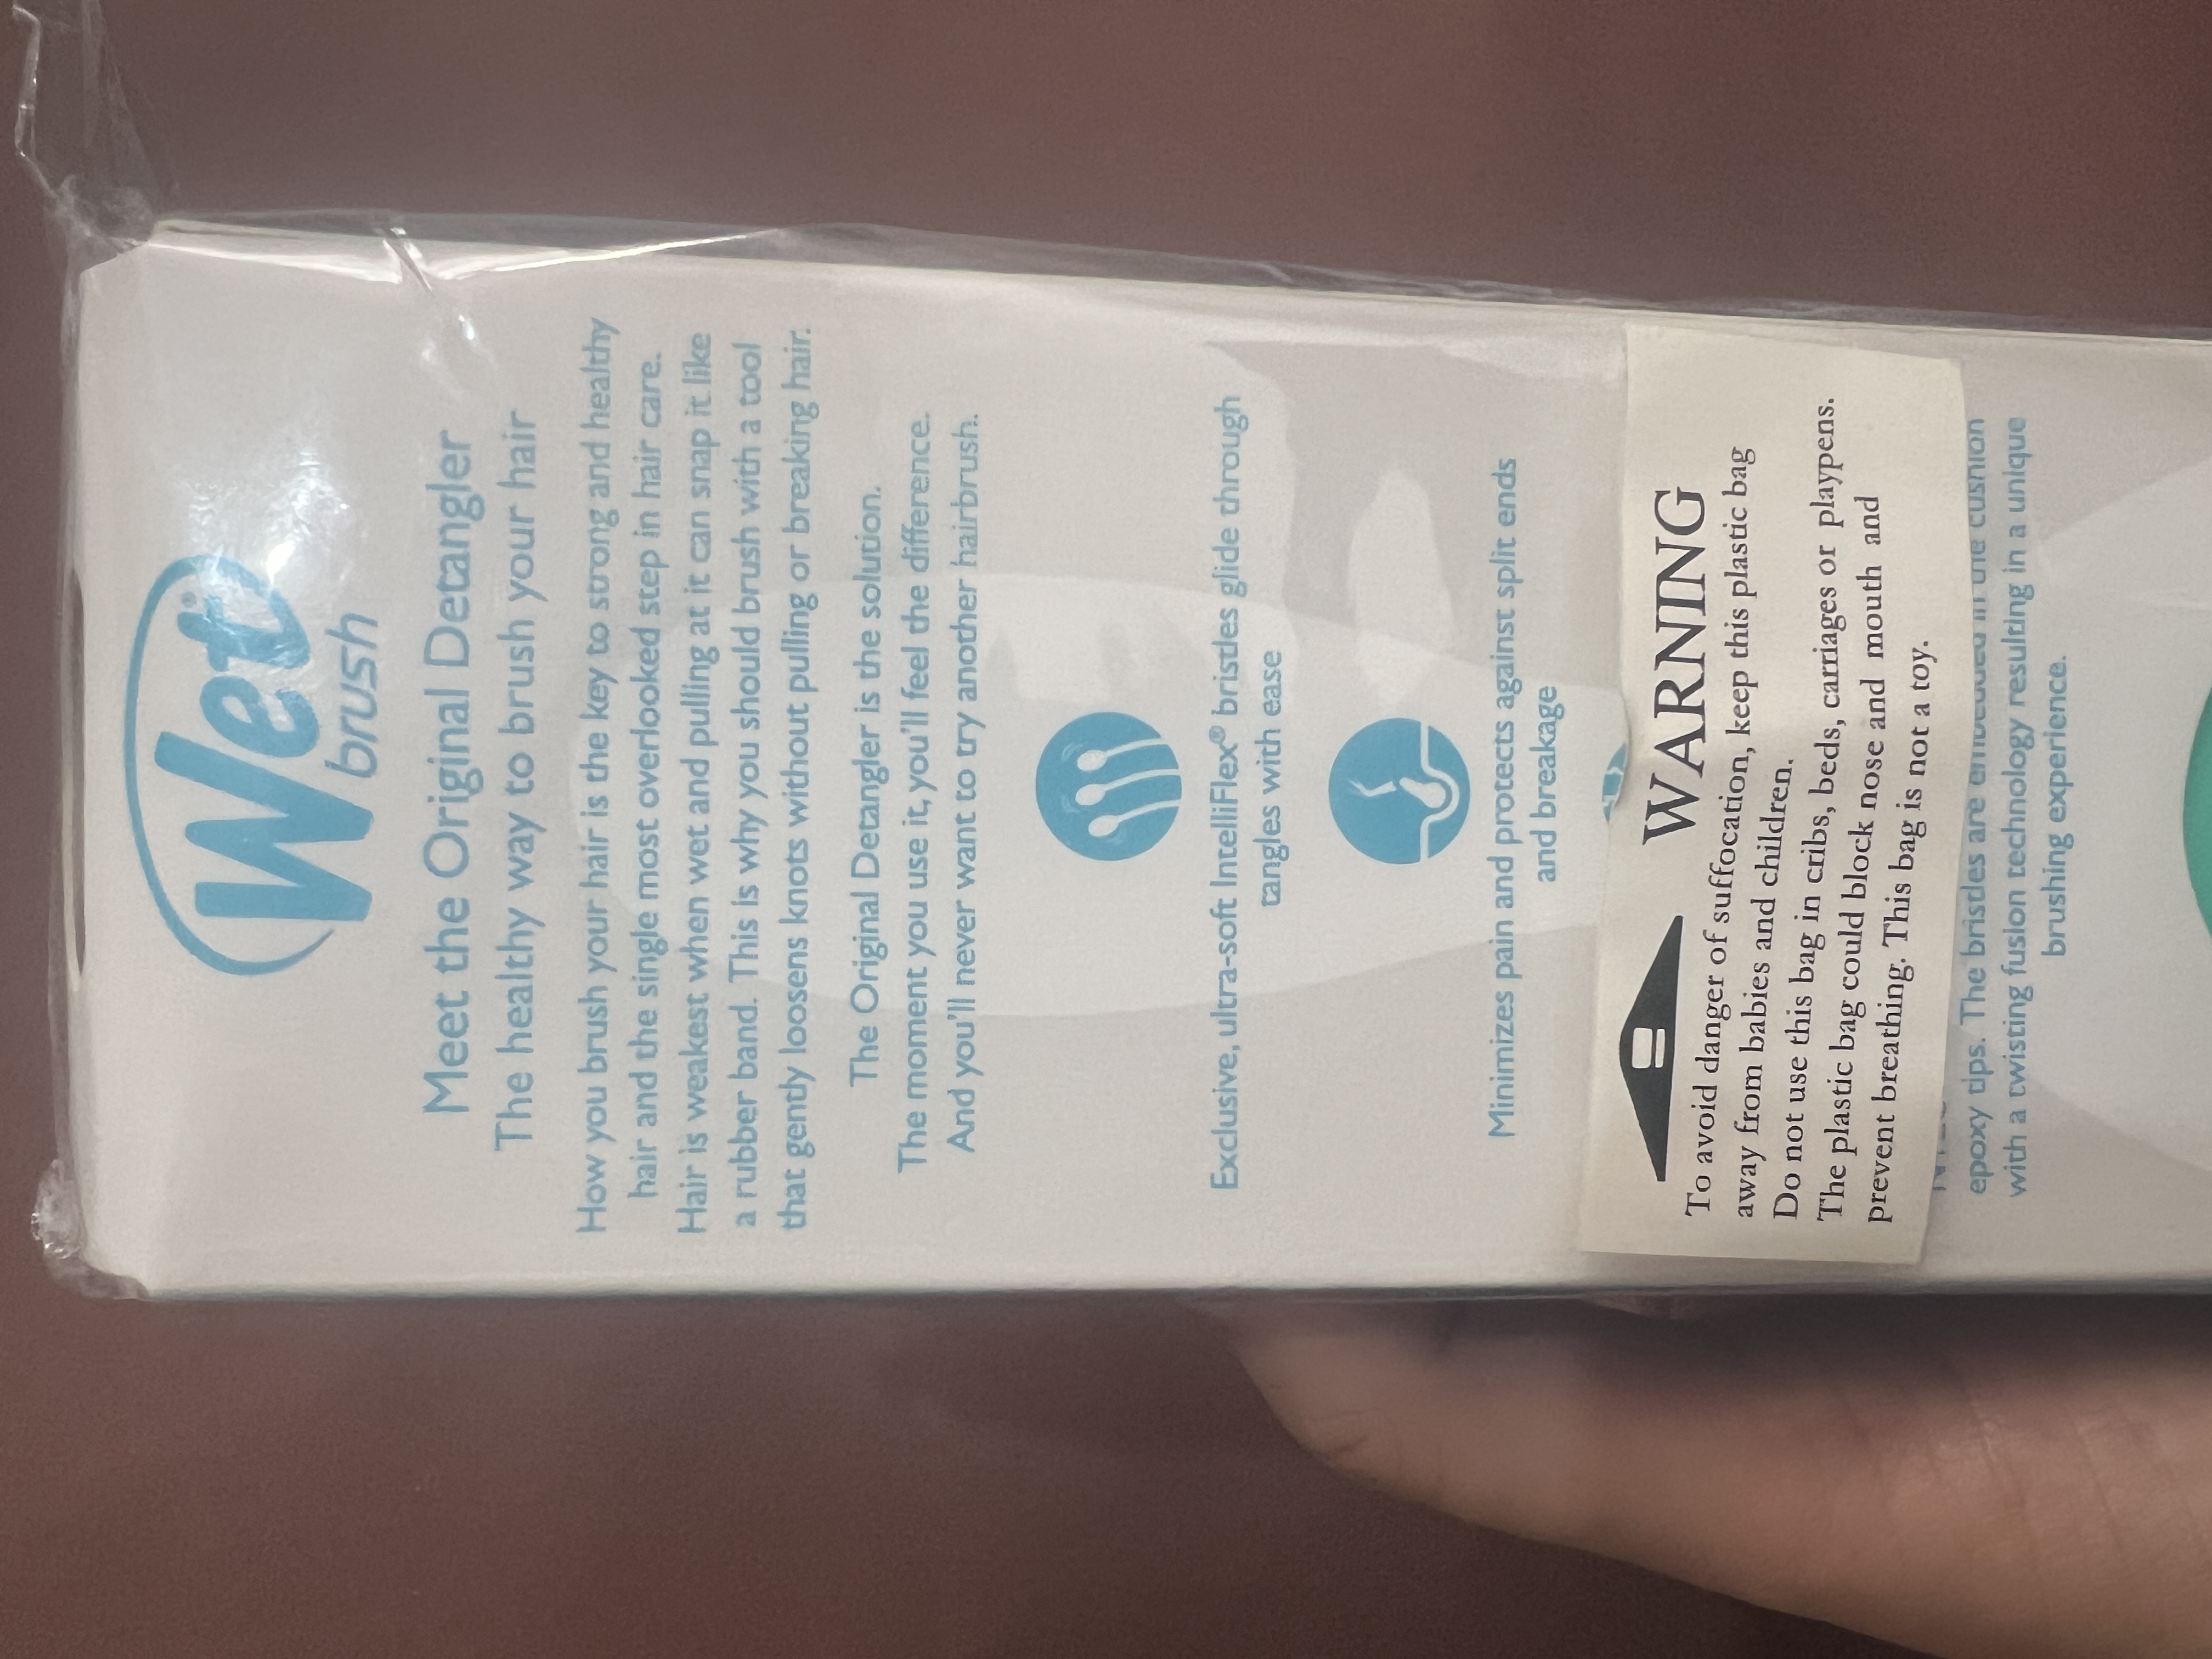 Wet®
brush
Meet the Original Detangler
The healthy way to brush your hair
How you brush your hair is the key to strong and healthy
hair and the single most overlooked step in hair care.
Hair is weakest when wet and pulling at it can snap it like
a rubber band. This is why you should brush with a tool
that gently loosens knots without pulling or breaking hair.
The Original Detangler is the solution.
The moment you use it, you'll feel the difference.
And you'll never want to try another hairbrush.
Exclusive, ultra-soft IntelliFlex® bristles glide through
tangles with ease
Minimizes pain and protects against split ends
and breakage
WARNING
To avoid danger of suffocation, keep this plastic bag
away from babies and children.
Do not use this bag in cribs, beds, carriages or playpens.
The plastic bag could block nose and mouth and
prevent breathing. This bag is not a toy.
epoxy tips. The bristles are embedded in the cushion
with a twisting fusion technology resulting in a unique
brushing experience.